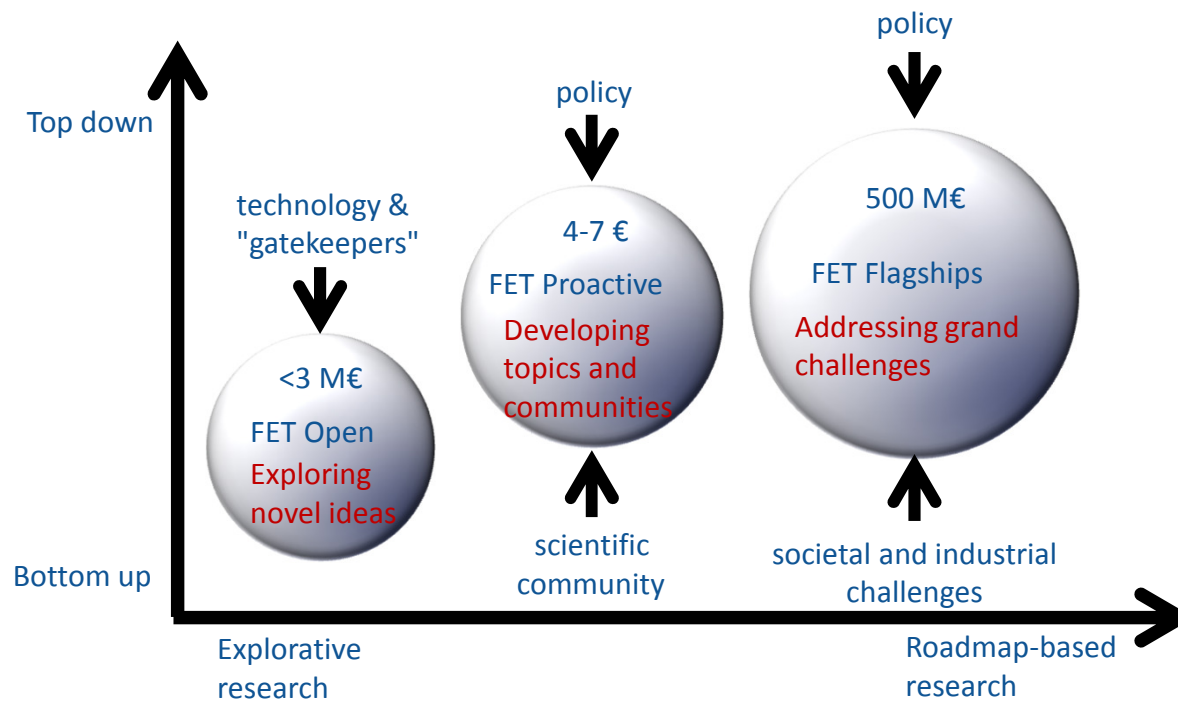 policy
Top down
policy
technology &
"gatekeepers"
500 M€
4-7 €
FET Proactive
FET Flagships
Developing
topics and
communities
Addressing grand
challenges
<3 M€
FET Open
Exploring
novel ideas
scientific
community
societal and industrial
challenges
Bottom up
Explorative
research
Roadmap-based
research